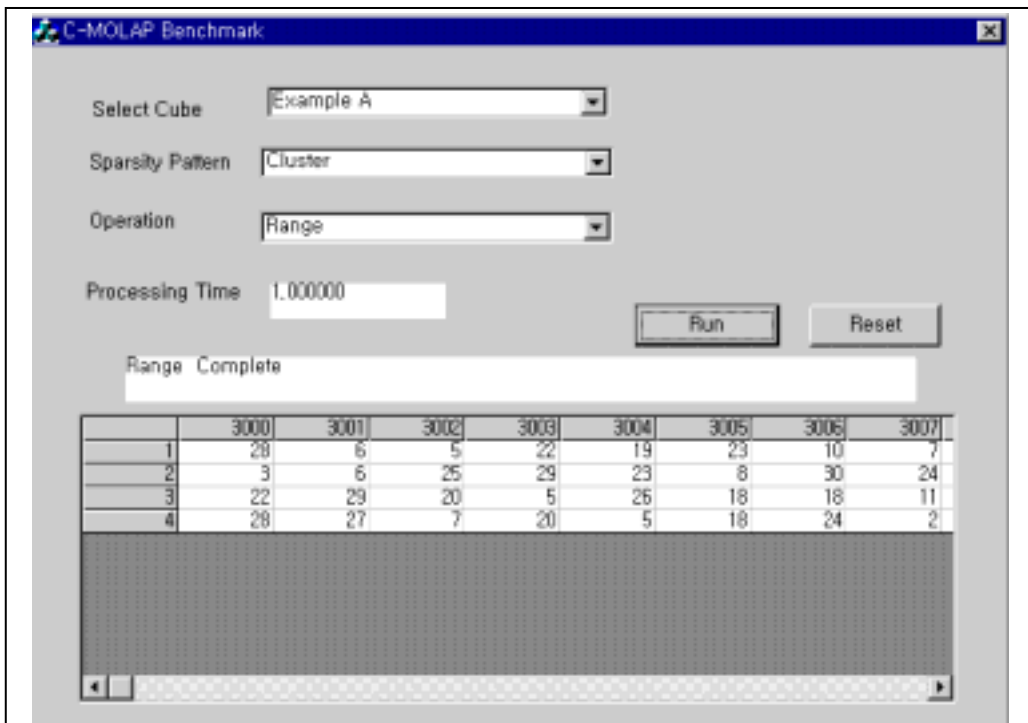 C-MOLAP Benchmark
Select Cube Example A
Sparsity Pattern Cluster
Operation Range
Processing Time 1.000000
Run Reset
Range Complete
3000 3001 3002 3003 3004 3005 3006 3007
1 28 6 5 22 19 23 10 7
2 3 6 25 29 23 8 30 24
3 22 29 20 5 26 18 18 11
4 28 27 7 20 5 18 24 2